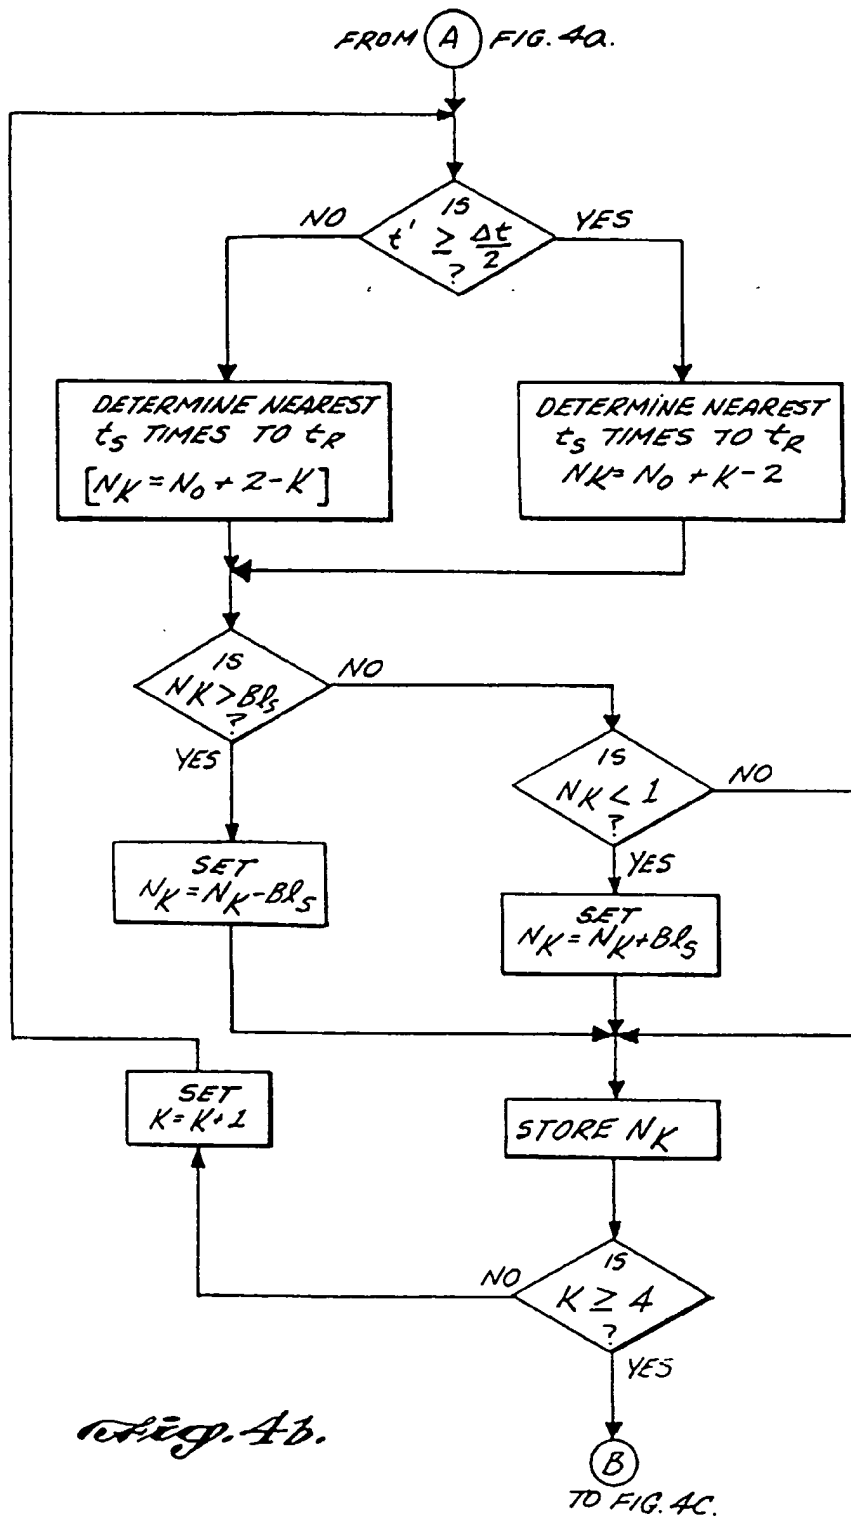 FROM A FIG. 4a.
IS
t' ≥ Δt/2
?
NO
YES
DETERMINE NEAREST
tS TIMES TO tR
[NK = N0 + 2 - K]
DETERMINE NEAREST
tS TIMES TO tR
NK = N0 + K - 2
IS
NK > BlS
?
NO
YES
IS
NK < 1
?
NO
YES
SET
NK = NK - BlS
SET
NK = NK + BlS
SET
K = K + 1
STORE NK
IS
K ≥ 4
?
NO
YES
Fig. 4b.
B
TO FIG. 4C.